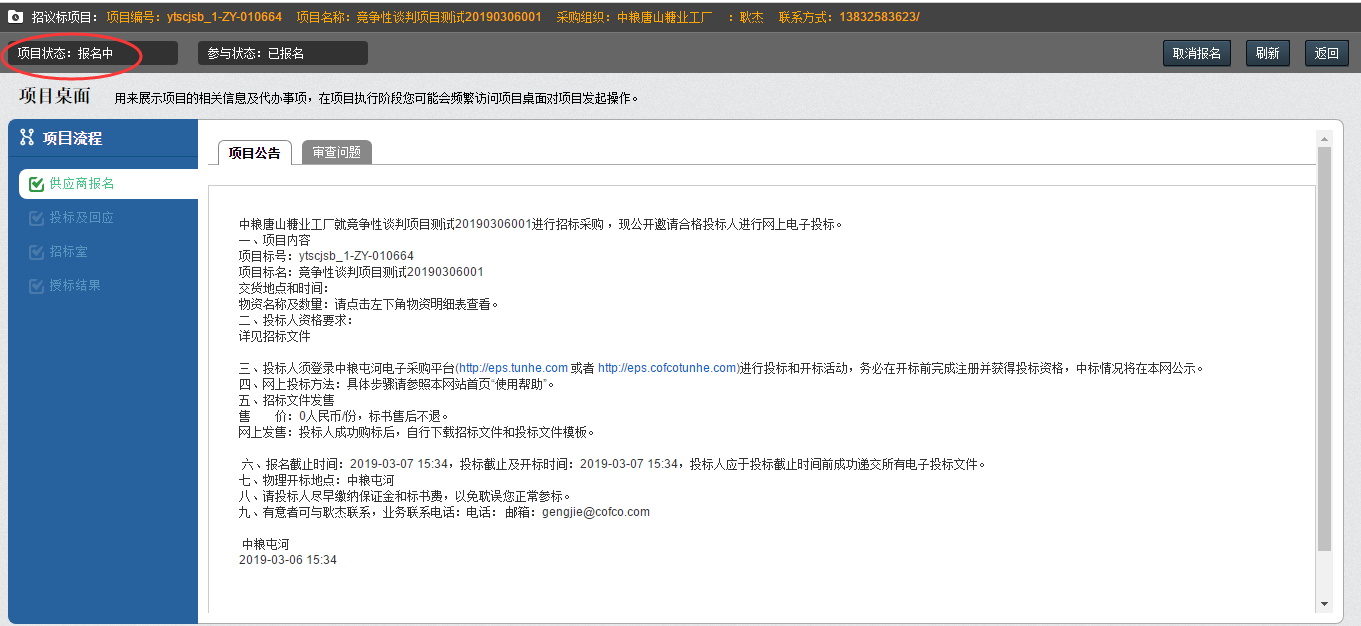 招议标项目： 项目编号：ytscjsb_1-ZY-010664 项目名称：竞争性谈判项目测试20190306001 采购组织：中粮唐山糖业工厂 ：耿杰 联系方式：13832583623/
项目状态：报名中 参与状态：已报名 取消报名 刷新 返回
项目桌面 用来展示项目的相关信息及代办事项，在项目执行阶段您可能会频繁访问项目桌面对项目发起操作。
项目流程
供应商报名
投标及回应
招标室
授标结果
项目公告 审查问题
中粮唐山糖业工厂就竞争性谈判项目测试20190306001进行招标采购 ，现公开邀请合格投标人进行网上电子投标。
一、项目内容
项目标号：ytscjsb_1-ZY-010664
项目标名：竞争性谈判项目测试20190306001
交货地点和时间：
物资名称及数量：请点击左下角物资明细表查看。
二、投标人资格要求：
详见招标文件
三、投标人须登录中粮屯河电子采购平台(http://eps.tunhe.com 或者 http://eps.cofcotunhe.com)进行投标和开标活动，务必在开标前完成注册并获得投标资格，中标情况将在本网公示。
四、网上投标方法：具体步骤请参照本网站首页“使用帮助”。
五、招标文件发售
售　　价：0人民币/份，标书售后不退。
网上发售：投标人成功购标后，自行下载招标文件和投标文件模板。
六、报名截止时间：2019-03-07 15:34，投标截止及开标时间：2019-03-07 15:34，投标人应于投标截止时间前成功递交所有电子投标文件。
七、物理开标地点：中粮屯河
八、请投标人尽早缴纳保证金和标书费，以免耽误您正常参标。
九、有意者可与耿杰联系，业务联系电话：电话： 邮箱：gengjie@cofco.com
中粮屯河
2019-03-06 15:34